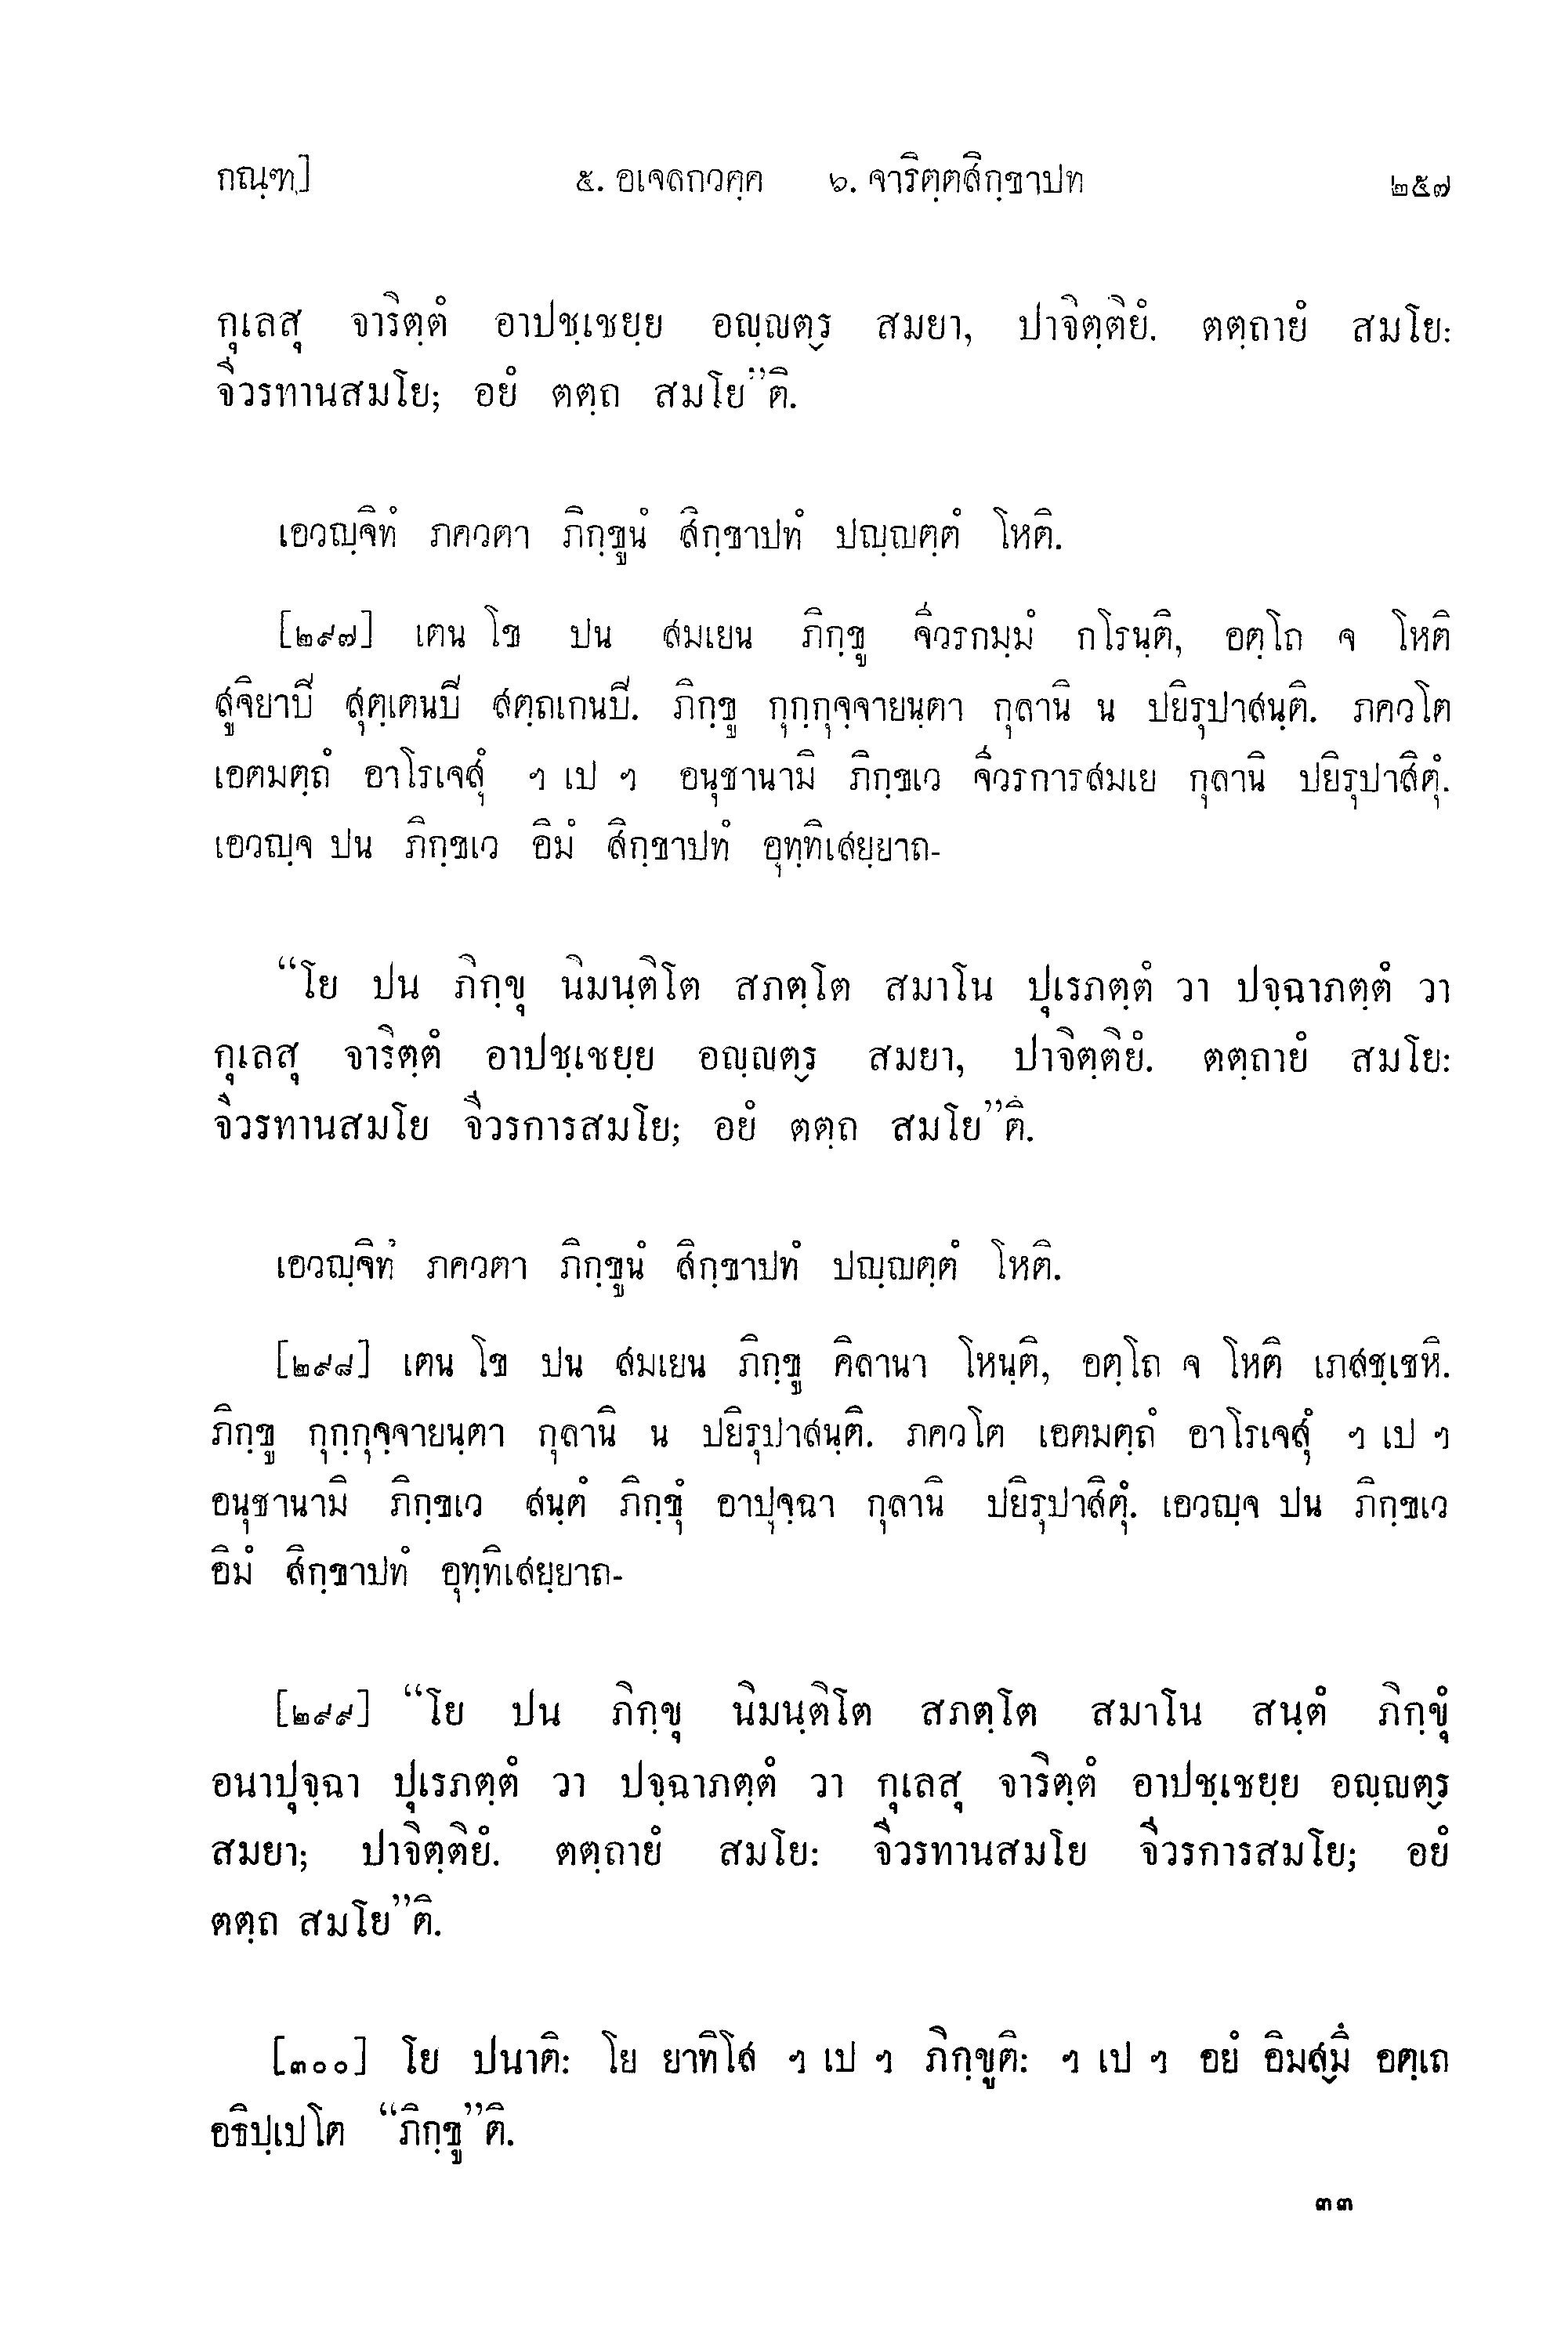 กณฺฑ]	๕. อเจลกวคฺค	๖. จาริตฺตสิกฺขาปท	๒๕๗
กุเลสุ จาริตฺตํ อาปชฺเชยฺย อญฺญตฺร๎ สมยา, ปาจิตฺติยํ. ตตฺถายํ สมโย:
จีวรทานสมโย; อยํ ตตฺถ สมโย”ติ.
เอวญฺจิทํ ภควตา ภิกฺขูนํ สิกฺขาปทํ ปญฺญตฺตํ โหติ.
[๒๙๗] เตน โข ปน สมเยน ภิกฺขู จีวรกมฺมํ กโรนฺติ, อตฺโถ จ โหติ
สูจิยาปี สุตฺเตนปี สตฺถเกนปี. ภิกฺขู กุกฺกุจฺจายนฺตา กุลานิ น ปยิรุปาสนฺติ. ภควโต
เอตมตฺถํ อาโรเจสุํ ฯ เป ฯ อนุชานามิ ภิกฺขเว จีวรการสมเย กุลานิ ปยิรุปาสิตุํ.
เอวญฺจ ปน ภิกฺขเว อิมํ สิกฺขาปทํ อุทฺทิเสยฺยาถ-
“โย ปน ภิกฺขุ นิมนฺติโต สภตฺโต สมาโน ปุเรภตฺตํ วา ปจฺฉาภตฺตํ วา
กุเลสุ จาริตฺตํ อาปชฺเชยฺย อญฺญตฺร๎ สมยา, ปาจิตฺติยํ. ตตฺถายํ สมโย:
จีวรทานสมโย จีวรการสมโย; อยํ ตตฺถ สมโย”ติ.
เอวญฺจิทํ ภควตา ภิกฺขูนํ สิกฺขาปทํ ปญฺญตฺตํ โหติ.
[๒๙๘] เตน โข ปน สมเยน ภิกฺขู คิลานา โหนฺติ, อตฺโถ จ โหติ เภสชฺเชหิ.
ภิกฺขู กุกฺกุจฺจายนฺตา กุลานิ น ปยิรุปาสนฺติ. ภควโต เอตมตฺถํ อาโรเจสุํ ฯ เป ฯ
อนุชานามิ ภิกฺขเว สนฺตํ ภิกฺขุํ อาปุจฺฉา กุลานิ ปยิรุปาสิตุํ. เอวญฺจ ปน ภิกฺขเว
อิมํ สิกฺขาปทํ อุทฺทิเสยฺยาถ-
[๒๙๙] “โย ปน ภิกฺขุ นิมนฺติโต สภตฺโต สมาโน สนฺตํ ภิกฺขุํ
อนาปุจฺฉา ปุเรภตฺตํ วา ปจฺฉาภตฺตํ วา กุเลสุ จาริตฺตํ อาปชฺเชยฺย อญฺญตฺร๎
สมยา; ปาจิตฺติยํ. ตตฺถายํ สมโย: จีวรทานสมโย จีวรการสมโย; อยํ
ตตฺถ สมโย”ติ.
[๓๐๐] โย ปนาติ: โย ยาทิโส ฯ เป ฯ ภิกฺขูติ: ฯ เป ฯ อยํ อิมสฺมึ๎ อตฺเถ
อธิปฺเปโต “ภิกฺขู”ติ.
๓๓